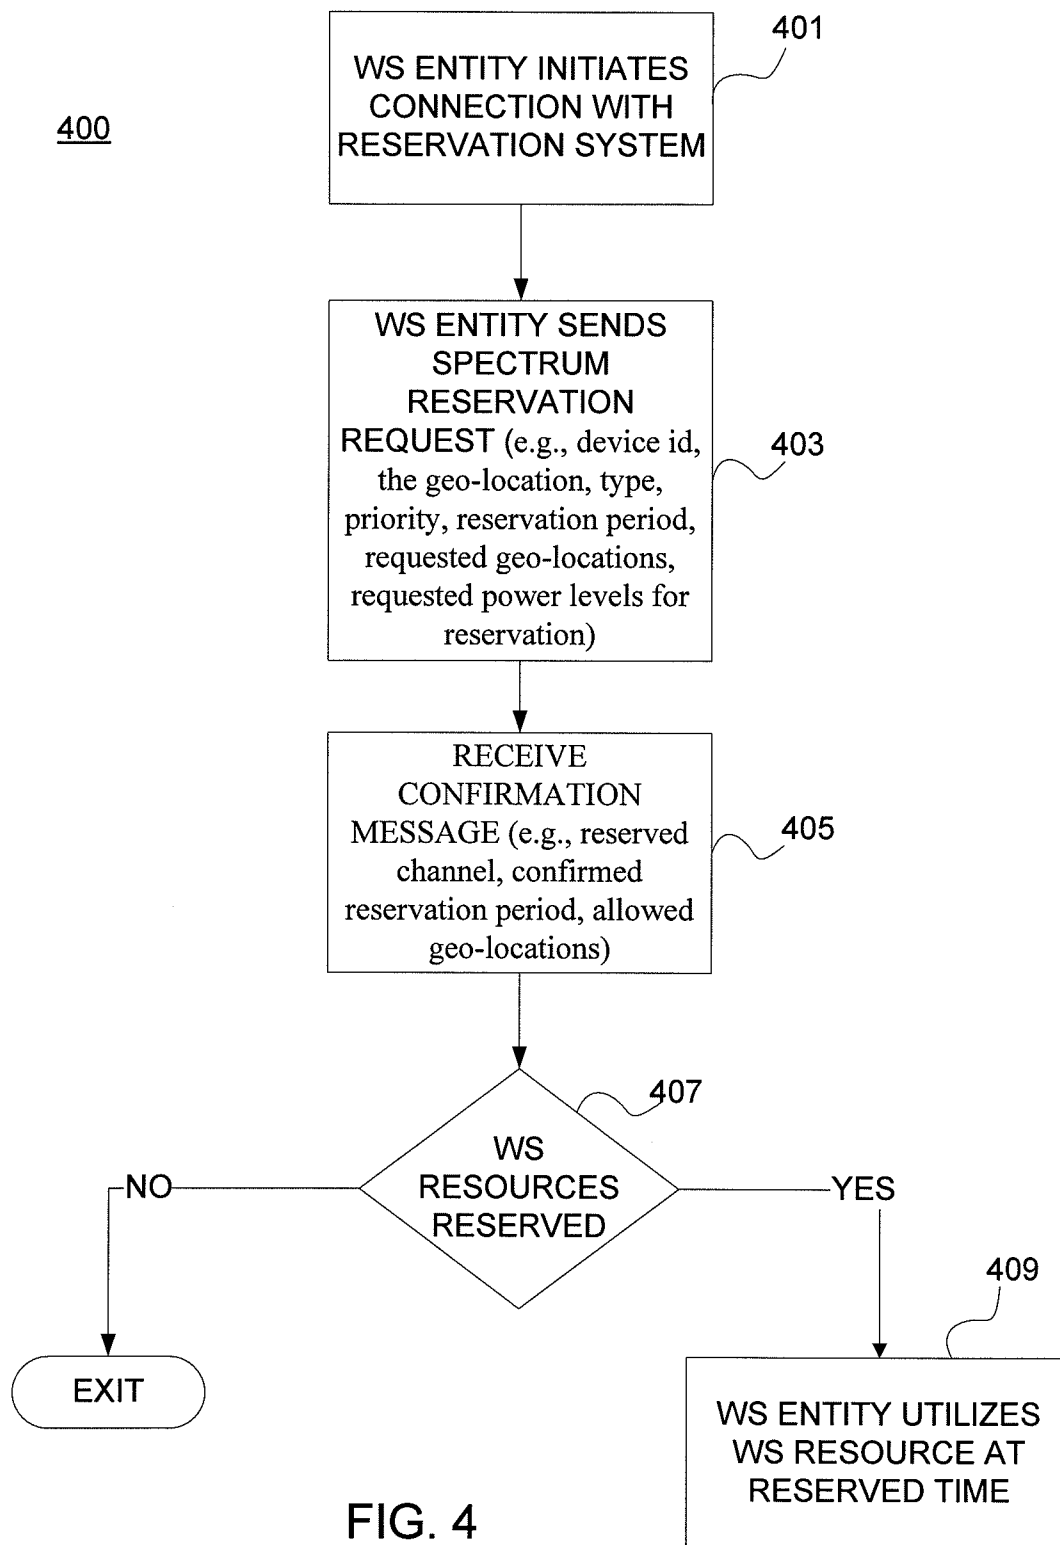 401
WS ENTITY INITIATES
CONNECTION WITH
RESERVATION SYSTEM
400
WS ENTITY SENDS
SPECTRUM
RESERVATION
REQUEST (e.g., device id,
the geo-location, type,
priority, reservation period,
requested geo-locations,
requested power levels for
reservation)
403
RECEIVE
CONFIRMATION
MESSAGE (e.g., reserved
channel, confirmed
reservation period, allowed
geo-locations)
405
407
WS
RESOURCES
RESERVED
NO
YES
409
EXIT
WS ENTITY UTILIZES
WS RESOURCE AT
RESERVED TIME
FIG. 4